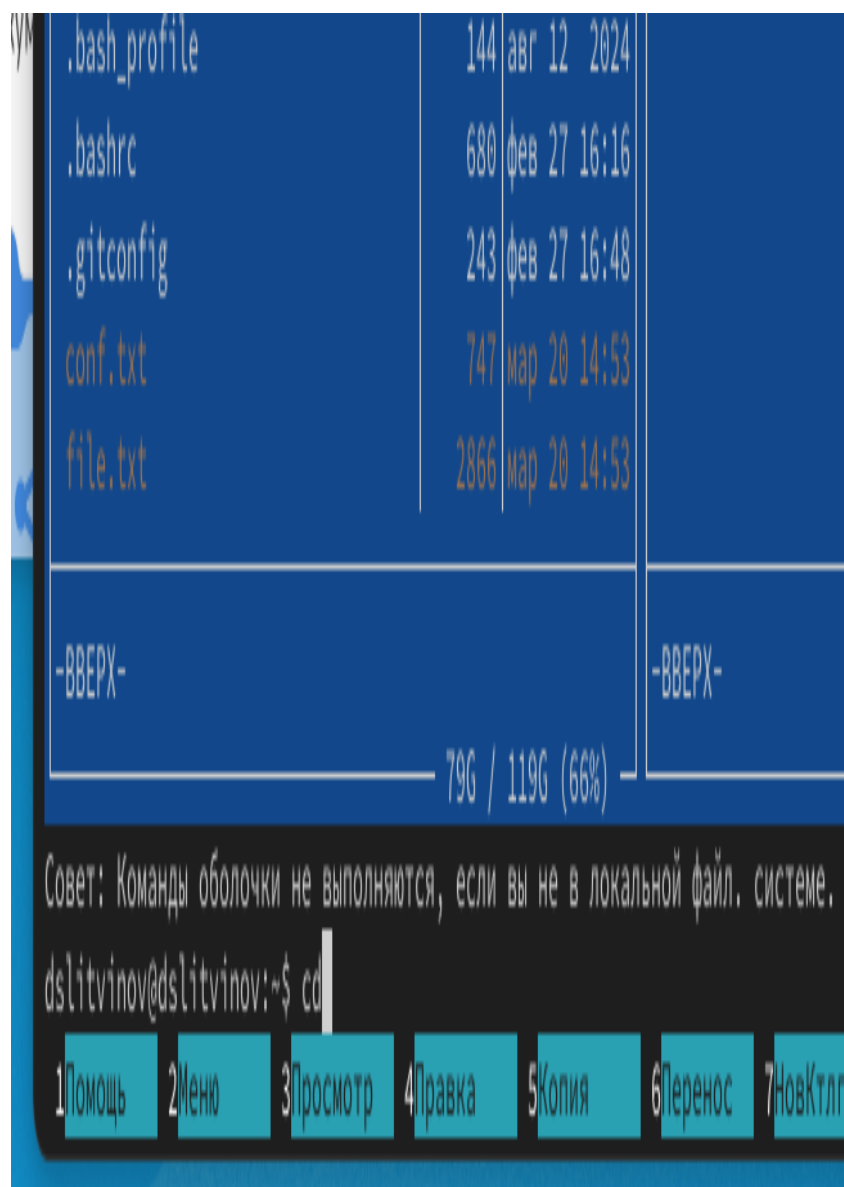 .bash_profile 144 авг 12 2024
.bashrc 680 фев 27 16:16
.gitconfig 243 фев 27 16:48
conf.txt 747 мар 20 14:53
file.txt 2866 мар 20 14:53
-ВВЕРХ- -ВВЕРХ-
79G / 119G (66%)
Совет: Команды оболочки не выполняются, если вы не в локальной файл. системе.
dslitvinov@dslitvinov:~$ cd
1Помощь 2Меню 3Просмотр 4Правка 5Копия 6Перенос 7НовКтлг